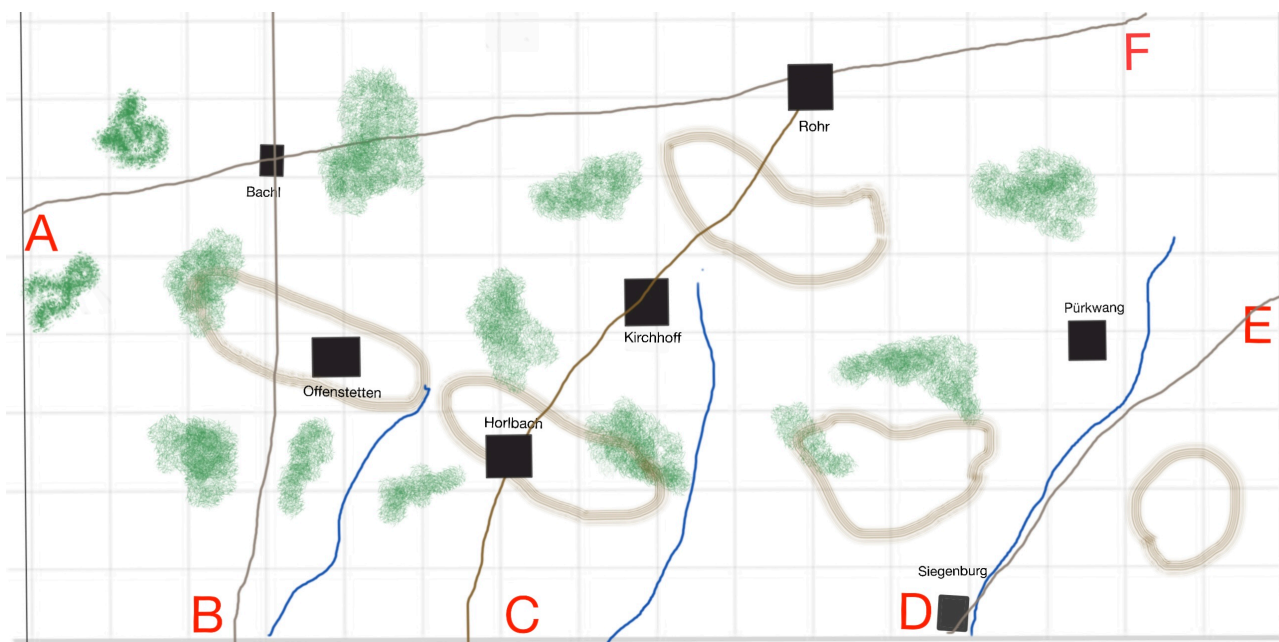 F
Rohr
Bachl
A
Pürkwang
E
Kirchhoff
Offenstetten
Horlbach
Siegenburg
B
C
D